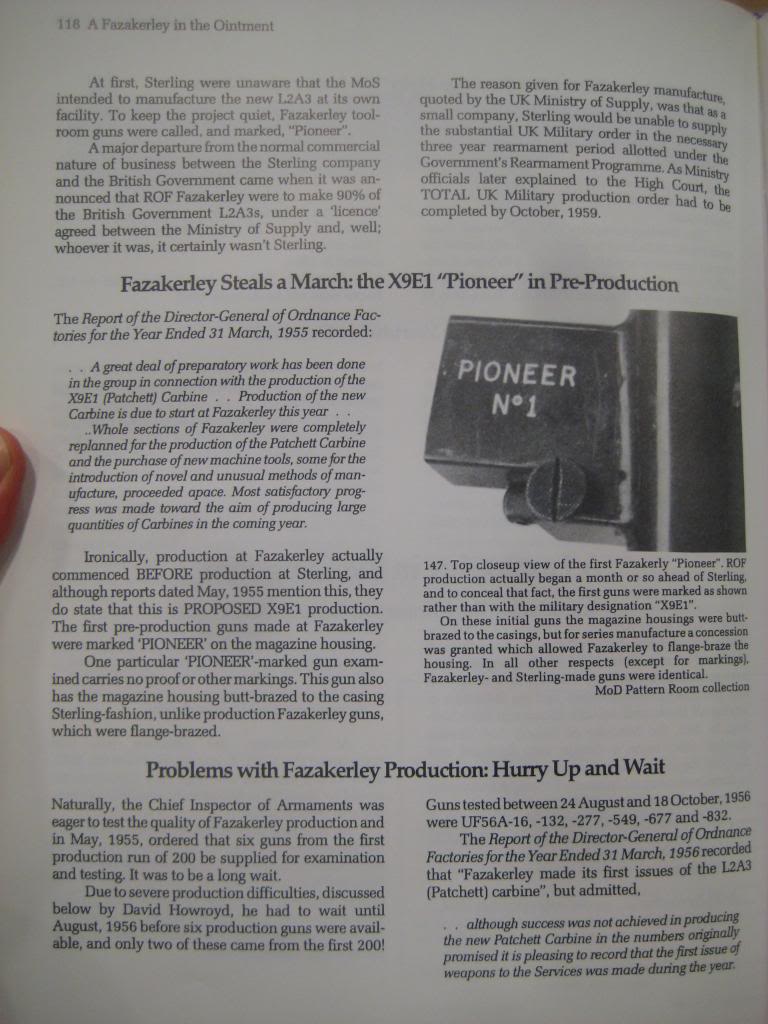 118 A Fazakerley in the Ointment
At first, Sterling were unaware that the MoS
intended to manufacture the new L2A3 at its own
facility. To keep the project quiet, Fazakerley tool-
room guns were called, and marked, "Pioneer".
A major departure from the normal commercial
nature of business between the Sterling company
and the British Government came when it was an-
nounced that ROF Fazakerley were to make 90% of
the British Government L2A3s, under a 'licence'
agreed between the Ministry of Supply and, well;
whoever it was, it certainly wasn't Sterling.
The reason given for Fazakerley manufacture,
quoted by the UK Ministry of Supply, was that as a
small company, Sterling would be unable to supply
the substantial UK Military order in the necessary
three year rearmament period allotted under the
Government's Rearmament Programme. As Ministry
officials later explained to the High Court, the
TOTAL UK Military production order had to be
completed by October, 1959.
Fazakerley Steals a March: the X9E1 "Pioneer" in Pre-Production
The Report of the Director-General of Ordnance Fac-
tories for the Year Ended 31 March, 1955 recorded:
. . A great deal of preparatory work has been done
in the group in connection with the production of the
X9E1 (Patchett) Carbine . . Production of the new
Carbine is due to start at Fazakerley this year . .
..Whole sections of Fazakerley were completely
replanned for the production of the Patchett Carbine
and the purchase of new machine tools, some for the
introduction of novel and unusual methods of man-
ufacture, proceeded apace. Most satisfactory prog-
ress was made toward the aim of producing large
quantities of Carbines in the coming year.
Ironically, production at Fazakerley actually
commenced BEFORE production at Sterling, and
although reports dated May, 1955 mention this, they
do state that this is PROPOSED X9E1 production.
The first pre-production guns made at Fazakerley
were marked 'PIONEER' on the magazine housing.
One particular 'PIONEER'-marked gun exam-
ined carries no proof or other markings. This gun also
has the magazine housing butt-brazed to the casing
Sterling-fashion, unlike production Fazakerley guns,
which were flange-brazed.
PIONEER
Nº 1
147. Top closeup view of the first Fazakerly "Pioneer". ROF
production actually began a month or so ahead of Sterling,
and to conceal that fact, the first guns were marked as shown
rather than with the military designation "X9E1".
On these initial guns the magazine housings were butt-
brazed to the casings, but for series manufacture a concession
was granted which allowed Fazakerley to flange-braze the
housing. In all other respects (except for markings),
Fazakerley- and Sterling-made guns were identical.
MoD Pattern Room collection
Problems with Fazakerley Production: Hurry Up and Wait
Naturally, the Chief Inspector of Armaments was
eager to test the quality of Fazakerley production and
in May, 1955, ordered that six guns from the first
production run of 200 be supplied for examination
and testing. It was to be a long wait.
Due to severe production difficulties, discussed
below by David Howroyd, he had to wait until
August, 1956 before six production guns were avail-
able, and only two of these came from the first 200!
Guns tested between 24 August and 18 October, 1956
were UF56A-16, -132, -277, -549, -677 and -832.
The Report of the Director-General of Ordnance
Factories for the Year Ended 31 March, 1956 recorded
that "Fazakerley made its first issues of the L2A3
(Patchett) carbine", but admitted,
. . although success was not achieved in producing
the new Patchett Carbine in the numbers originally
promised it is pleasing to record that the first issue of
weapons to the Services was made during the year.